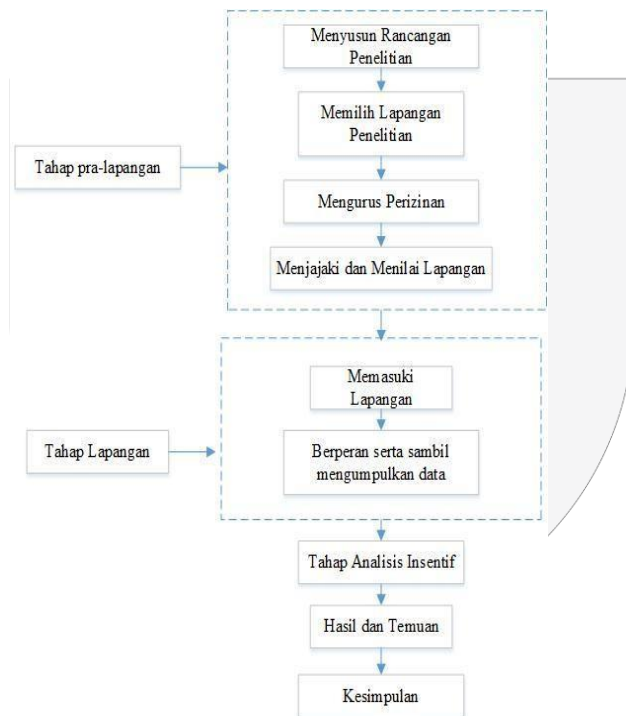 Menyusun Rancangan
Penelitian
Memilih Lapangan
Penelitian
Tahap pra-lapangan
Mengurus Perizinan
Menjajaki dan Menilai Lapangan
Memasuki
Lapangan
Tahap Lapangan
Berperan serta sambil
mengumpulkan data
Tahap Analisis Insentif
Hasil dan Temuan
Kesimpulan